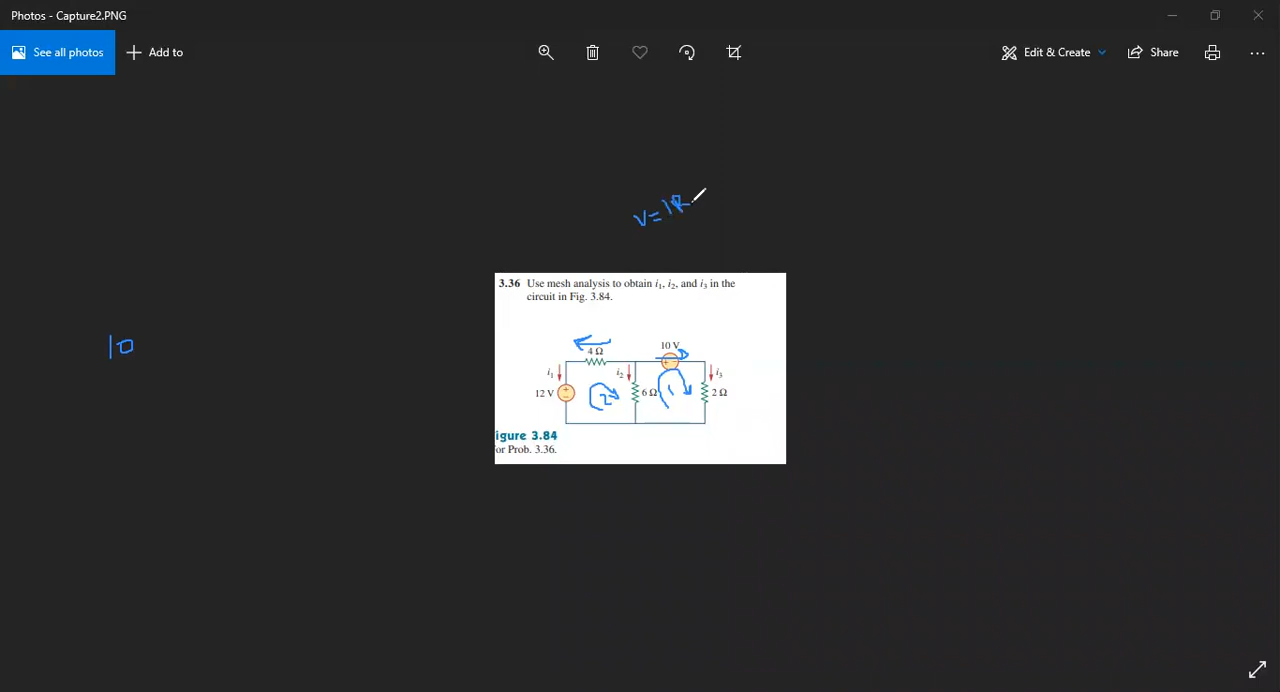 Photos - Capture2.PNG
See all photos
Add to
Edit & Create
Share
V=IR
3.36 Use mesh analysis to obtain i₁, i₂, and i₃ in the
circuit in Fig. 3.84.
10
4 Ω
10 V
i₁
i₂
i₃
12 V
2
6 Ω
1
2 Ω
igure 3.84
or Prob. 3.36.